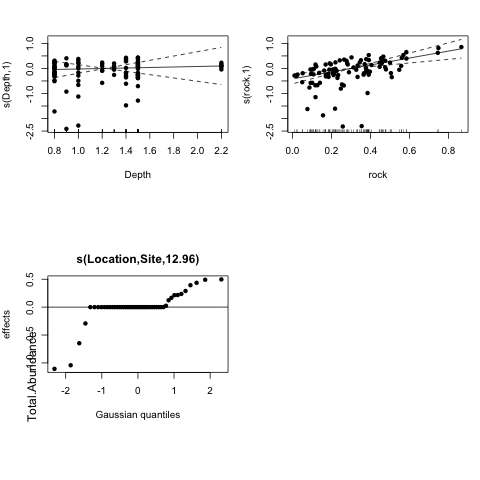 s(Depth,1)
1.0
0.0
-1.0
-2.5
0.8 1.0 1.2 1.4 1.6 1.8 2.0 2.2
Depth
s(rock,1)
1.0
0.0
-1.0
-2.5
0.0 0.2 0.4 0.6 0.8
rock
s(Location,Site,12.96)
effects
Total.Abundance
0.5
0.0
-2 -1 0 1 2
Gaussian quantiles